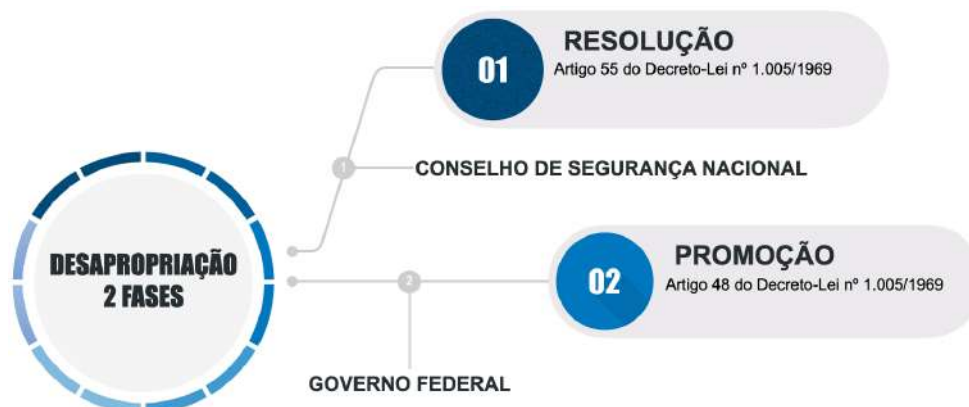 01
RESOLUÇÃO
Artigo 55 do Decreto-Lei nº 1.005/1969
1
CONSELHO DE SEGURANÇA NACIONAL
DESAPROPRIAÇÃO
2 FASES
2
02
PROMOÇÃO
Artigo 48 do Decreto-Lei nº 1.005/1969
GOVERNO FEDERAL